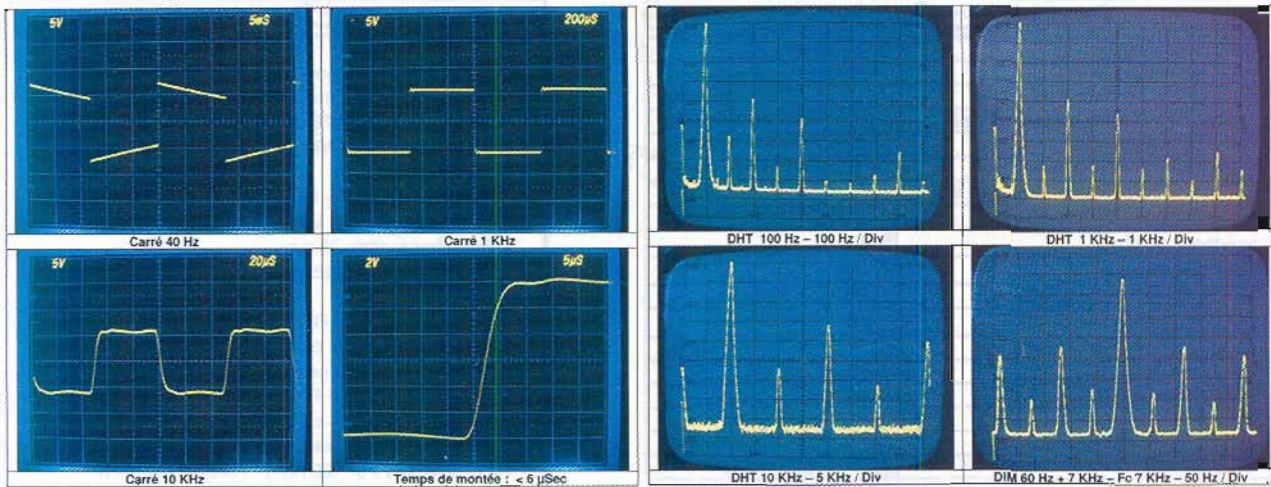 5V 5mS
5V 200µS
Carré 40 Hz
Carré 1 KHz
DHT 100 Hz – 100 Hz / Div
DHT 1 KHz – 1 KHz / Div
5V 20µS
2V 5µS
Carré 10 KHz
Temps de montée : < 6 µSec
DHT 10 KHz – 5 KHz / Div
DIM 60 Hz + 7 KHz – Fc 7 KHz – 50 Hz / Div